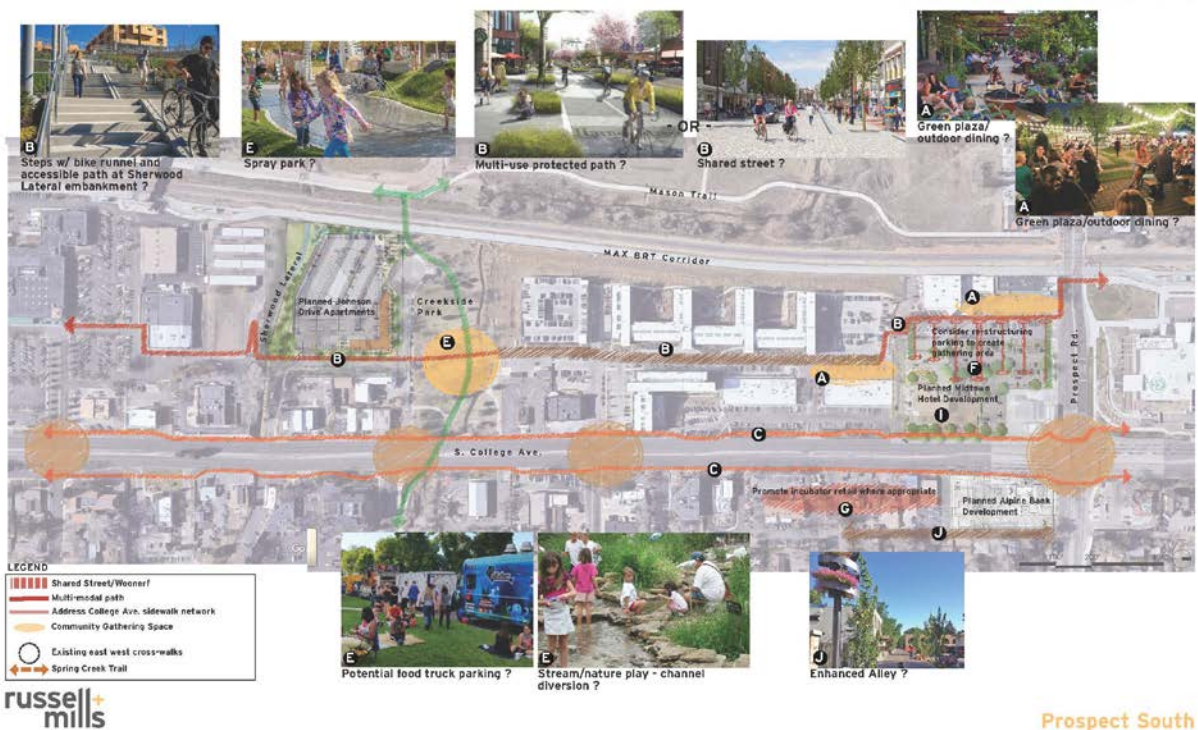 B
Steps w/ bike runnel and
accessible path at Sherwood
Lateral embankment ?
E
Spray park ?
B
Multi-use protected path ?
- OR -
B
Shared street ?
A
Green plaza/
outdoor dining ?
A
Green plaza/outdoor dining ?
Mason Trail
MAX BRT Corridor
Sherwood Lateral
Planned Johnson
Drive Apartments
Creekside
Park
E
B
B
B
A
A
Consider re-structuring
parking to create
gathering area
F
Planned Midtown
Hotel Development
I
Prospect Rd.
C
S. College Ave.
C
Promote incubator retail where appropriate
G
Planned Alpine Bank
Development
J
LEGEND
Shared Street/Woonerf
Multi-modal path
Address College Ave. sidewalk network
Community Gathering Space
Existing east west cross-walks
Spring Creek Trail
E
Potential food truck parking ?
E
Stream/nature play - channel
diversion ?
J
Enhanced Alley ?
russell+
mills
Prospect South